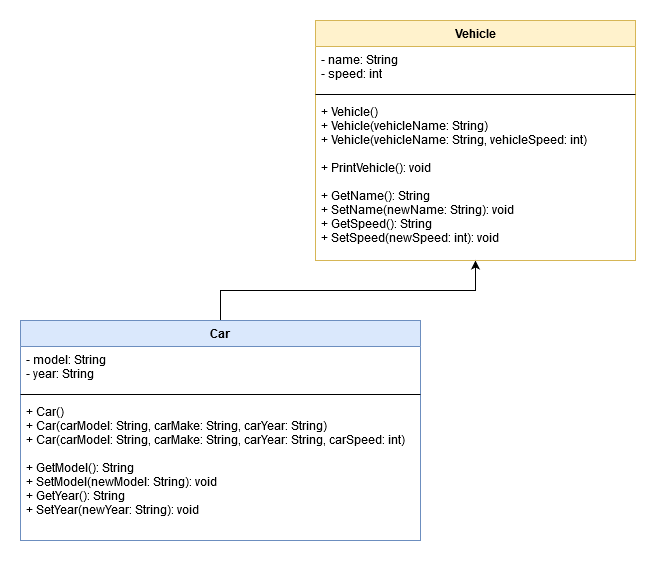 Vehicle
- name: String
- speed: int
+ Vehicle()
+ Vehicle(vehicleName: String)
+ Vehicle(vehicleName: String, vehicleSpeed: int)
+ PrintVehicle(): void
+ GetName(): String
+ SetName(newName: String): void
+ GetSpeed(): String
+ SetSpeed(newSpeed: int): void
Car
- model: String
- year: String
+ Car()
+ Car(carModel: String, carMake: String, carYear: String)
+ Car(carModel: String, carMake: String, carYear: String, carSpeed: int)
+ GetModel(): String
+ SetModel(newModel: String): void
+ GetYear(): String
+ SetYear(newYear: String): void